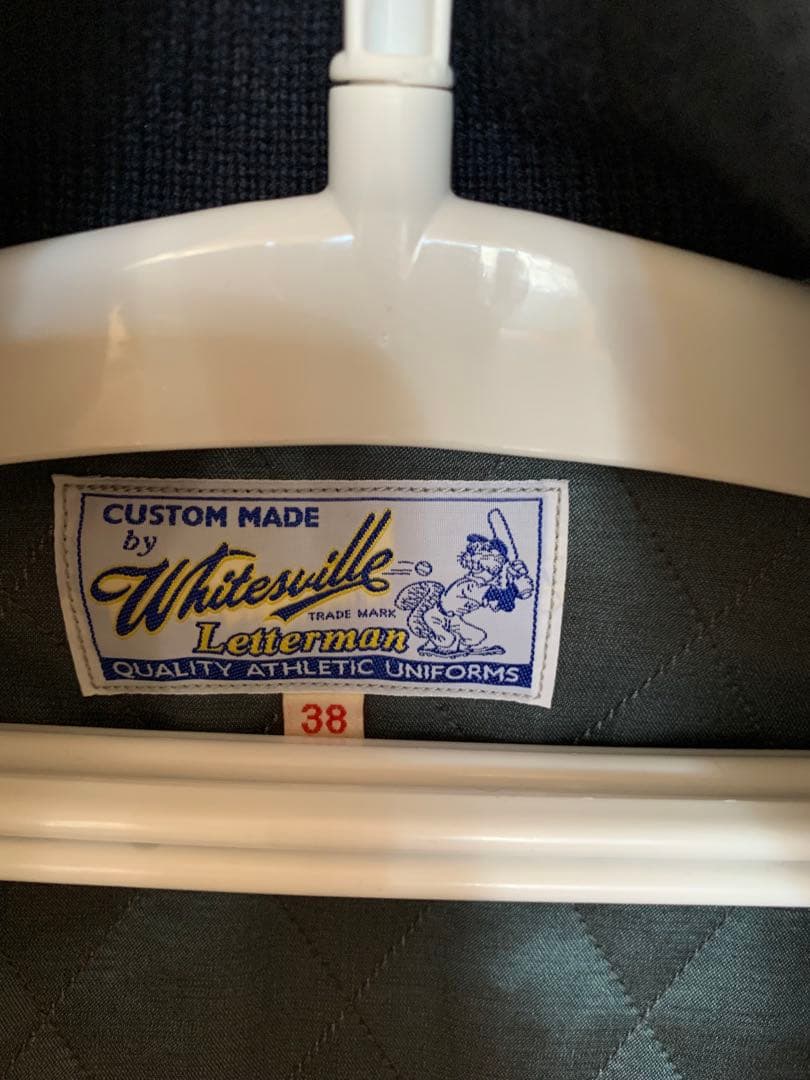 CUSTOM MADE
by
Whitesville
TRADE MARK
Letterman
QUALITY ATHLETIC UNIFORMS
38